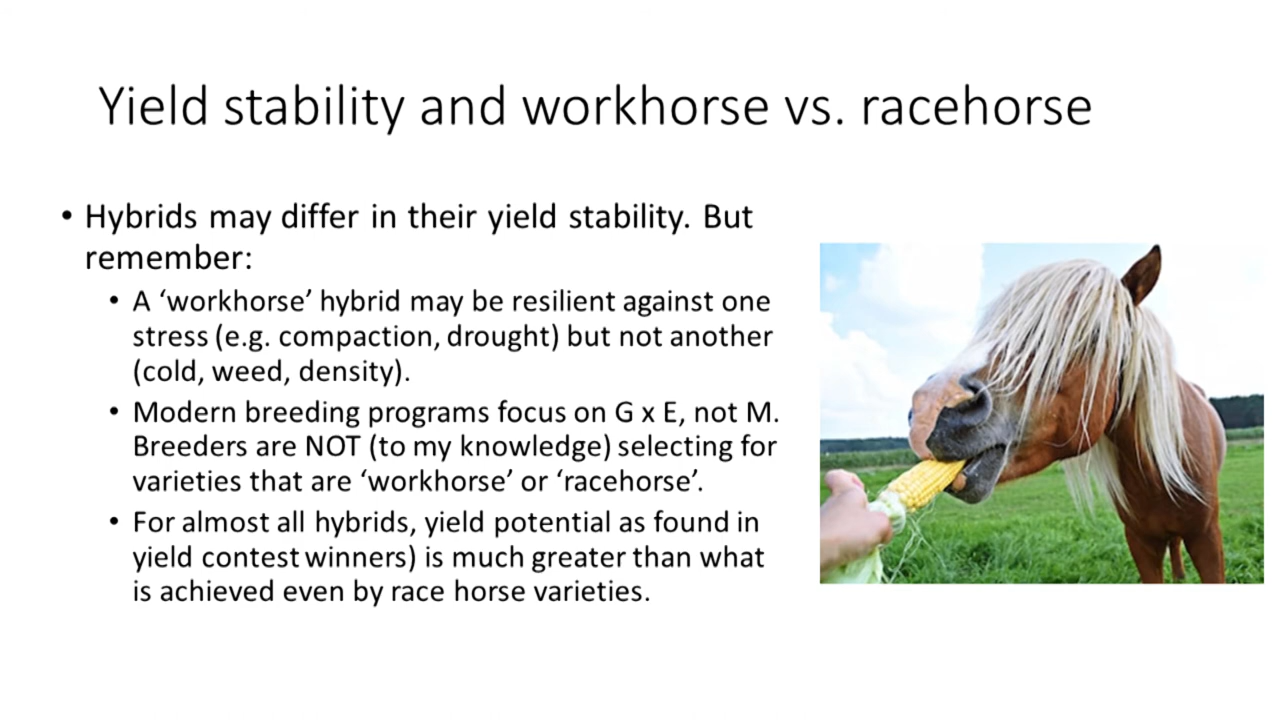 Yield stability and workhorse vs. racehorse
• Hybrids may differ in their yield stability. But
remember:
• A ‘workhorse’ hybrid may be resilient against one
stress (e.g. compaction, drought) but not another
(cold, weed, density).
• Modern breeding programs focus on G x E, not M.
Breeders are NOT (to my knowledge) selecting for
varieties that are ‘workhorse’ or ‘racehorse’.
• For almost all hybrids, yield potential as found in
yield contest winners) is much greater than what
is achieved even by race horse varieties.